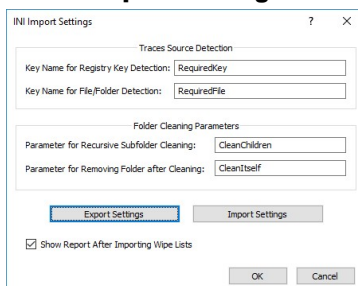 INI Import Settings ? ×
Traces Source Detection
Key Name for Registry Key Detection: RequiredKey
Key Name for File/Folder Detection: RequiredFile
Folder Cleaning Parameters
Parameter for Recursive Subfolder Cleaning: CleanChildren
Parameter for Removing Folder after Cleaning: CleanItself
Export Settings Import Settings
Show Report After Importing Wipe Lists
OK Cancel